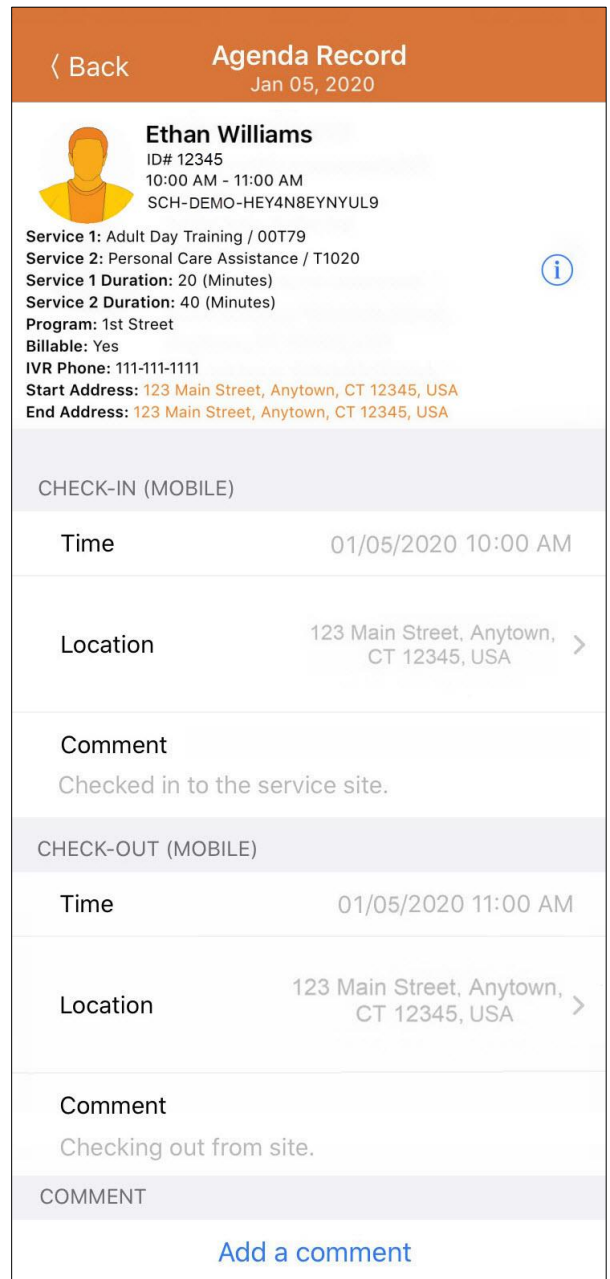 〈 Back
Agenda Record
Jan 05, 2020
Ethan Williams
ID# 12345
10:00 AM - 11:00 AM
SCH-DEMO-HEY4N8EYNYUL9
Service 1: Adult Day Training / 00T79
Service 2: Personal Care Assistance / T1020
Service 1 Duration: 20 (Minutes)
Service 2 Duration: 40 (Minutes)
Program: 1st Street
Billable: Yes
IVR Phone: 111-111-1111
Start Address: 123 Main Street, Anytown, CT 12345, USA
End Address: 123 Main Street, Anytown, CT 12345, USA
i
CHECK-IN (MOBILE)
Time 01/05/2020 10:00 AM
Location 123 Main Street, Anytown,
CT 12345, USA
Comment
Checked in to the service site.
CHECK-OUT (MOBILE)
Time 01/05/2020 11:00 AM
Location 123 Main Street, Anytown,
CT 12345, USA
Comment
Checking out from site.
COMMENT
Add a comment